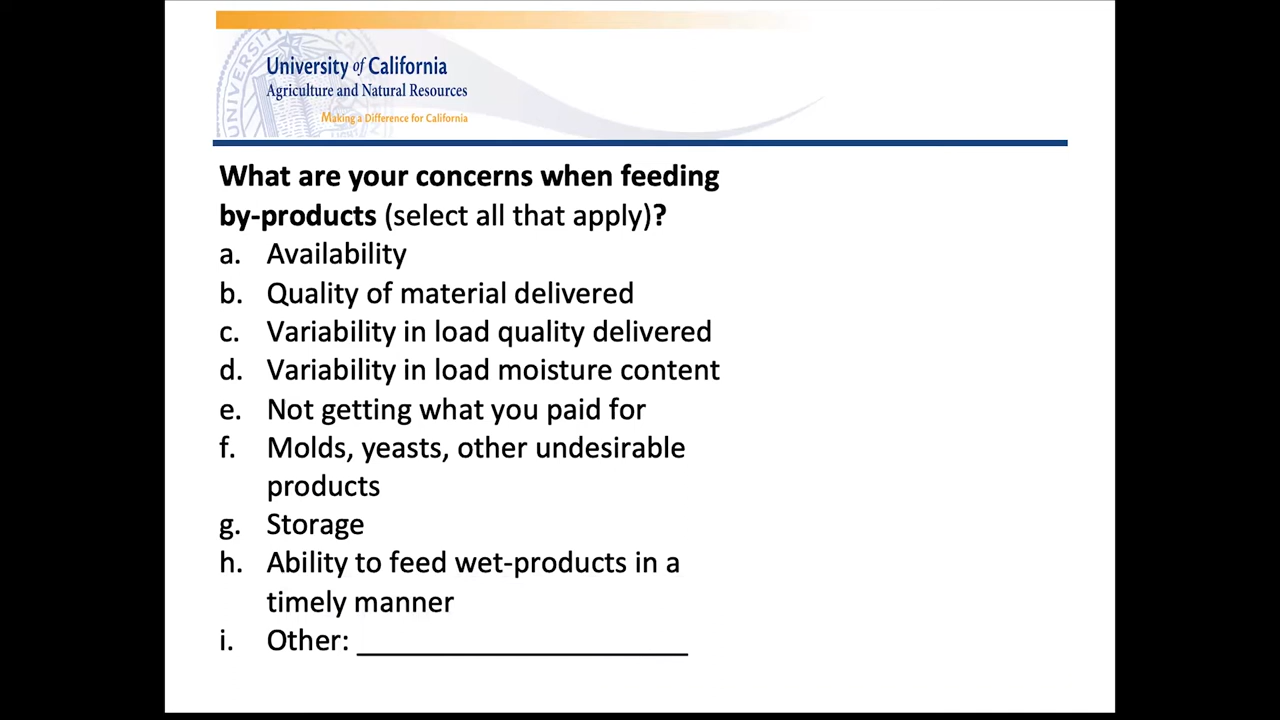 University of California
Agriculture and Natural Resources
Making a Difference for California
What are your concerns when feeding
by-products (select all that apply)?
a. Availability
b. Quality of material delivered
c. Variability in load quality delivered
d. Variability in load moisture content
e. Not getting what you paid for
f. Molds, yeasts, other undesirable
products
g. Storage
h. Ability to feed wet-products in a
timely manner
i. Other: ______________________